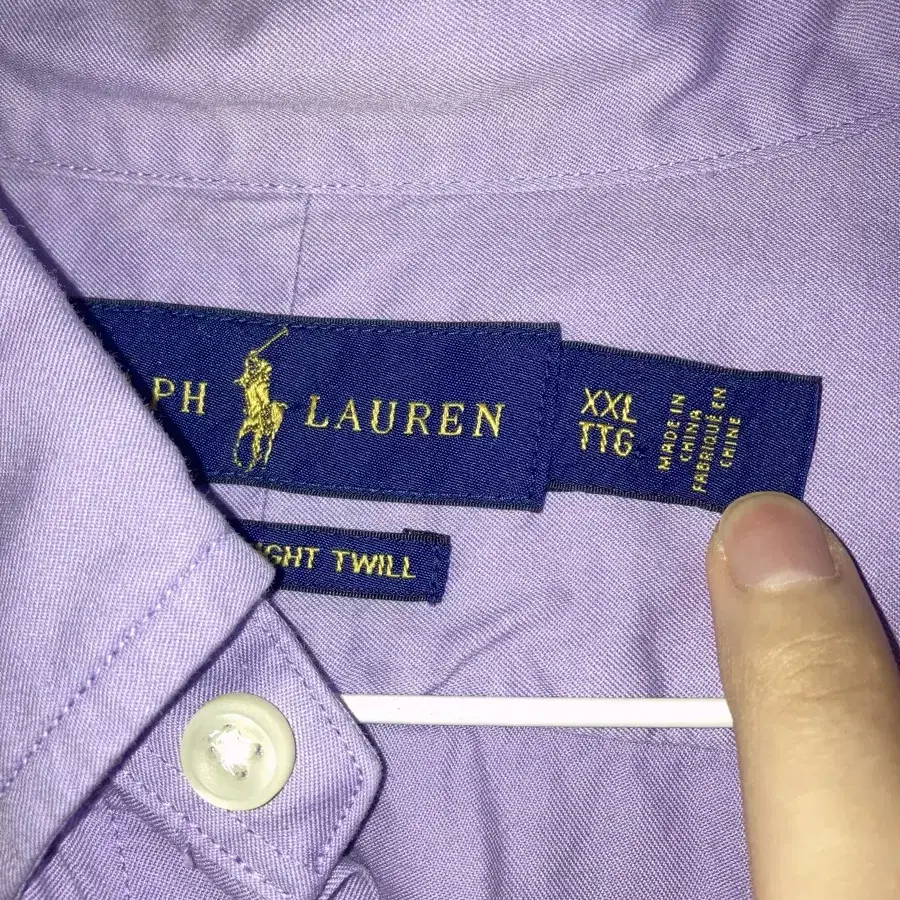 PH LAUREN
XXL
TTG
MADE IN
CHINA
FABRIQUÉ EN
CHINE
GHT TWILL